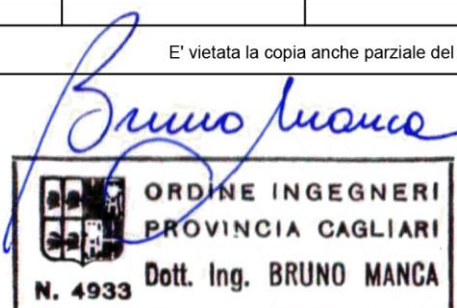 E' vietata la copia anche parziale del
Bruno Manca
ORDINE INGEGNERI
PROVINCIA CAGLIARI
N. 4933 Dott. Ing. BRUNO MANCA